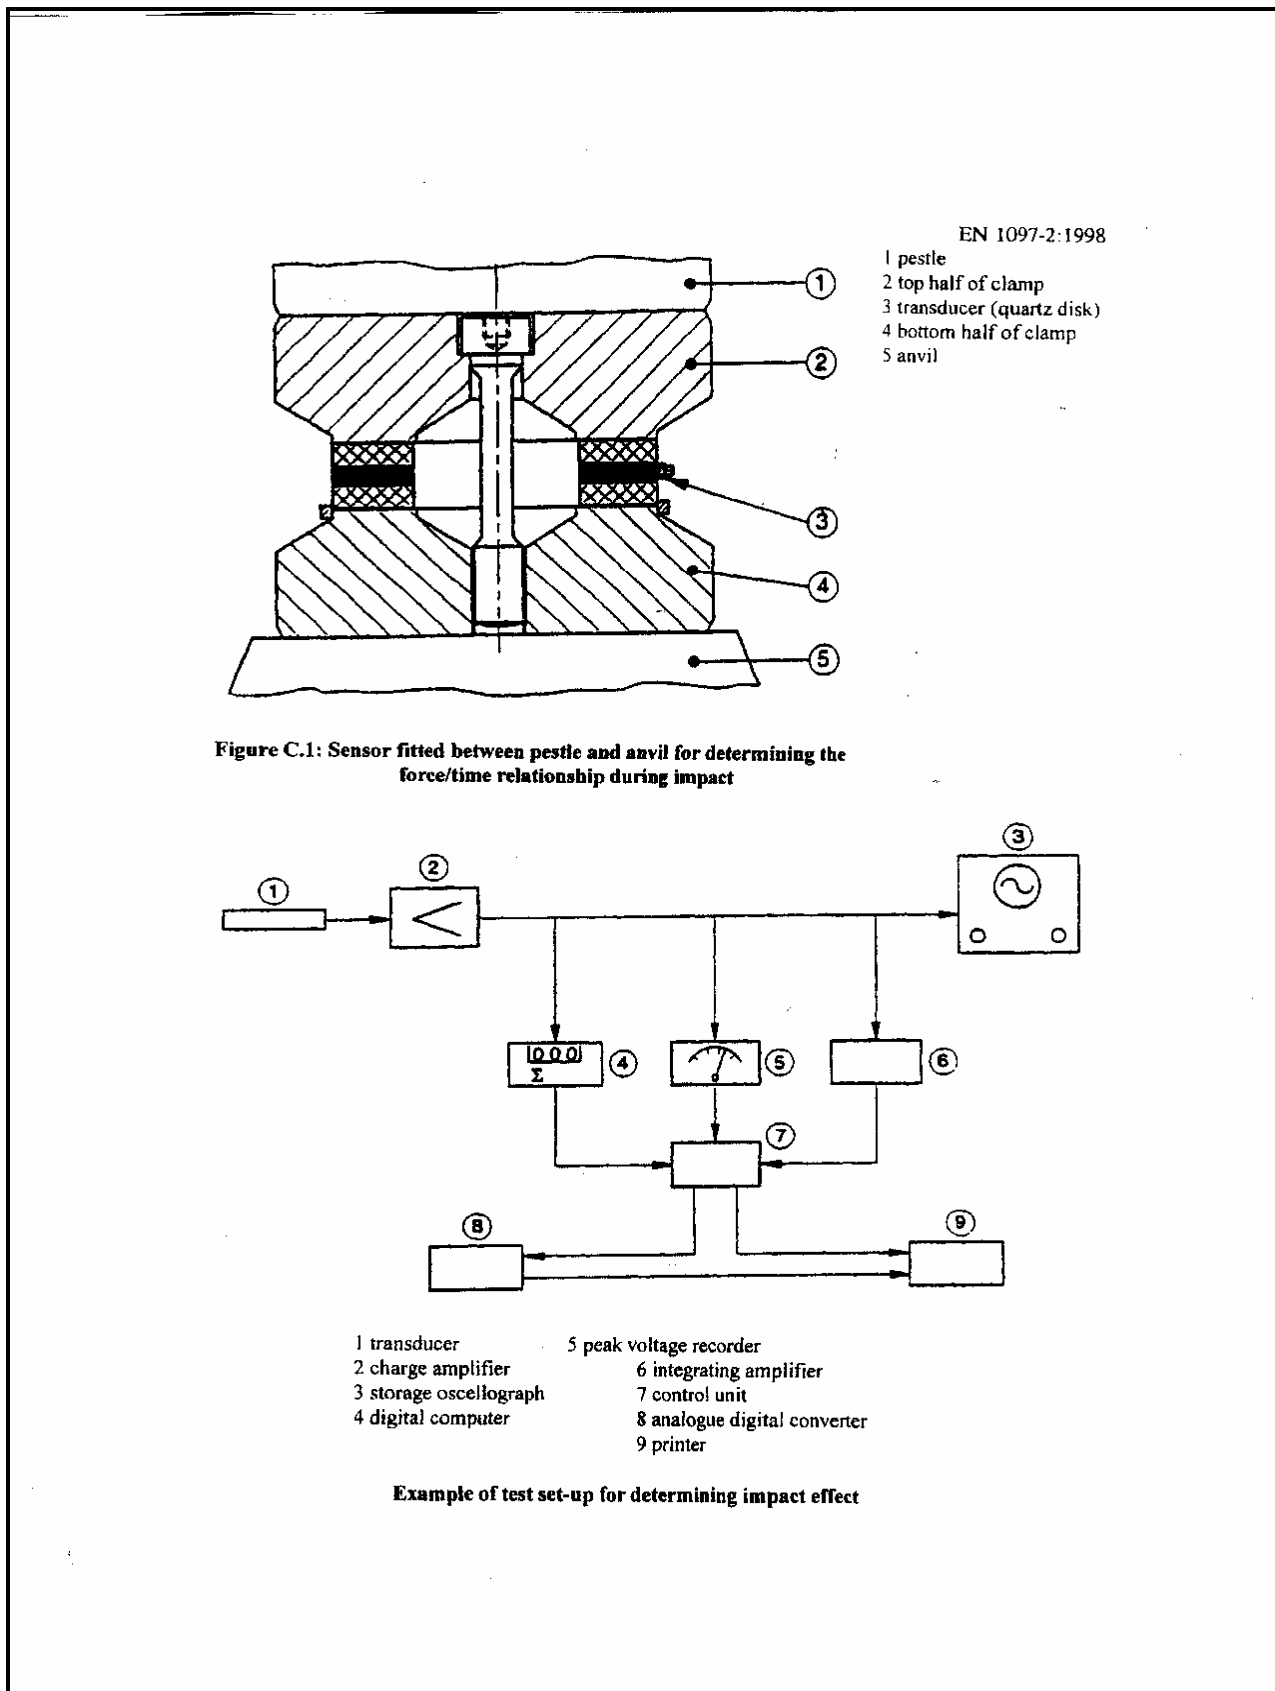 EN 1097-2:1998
1 pestle
2 top half of clamp
3 transducer (quartz disk)
4 bottom half of clamp
5 anvil
1
2
3
4
5
Figure C.1: Sensor fitted between pestle and anvil for determining the
force/time relationship during impact
1
2
3
000
Σ
4
5
6
7
8
9
1 transducer
2 charge amplifier
3 storage oscellograph
4 digital computer
5 peak voltage recorder
6 integrating amplifier
7 control unit
8 analogue digital converter
9 printer
Example of test set-up for determining impact effect